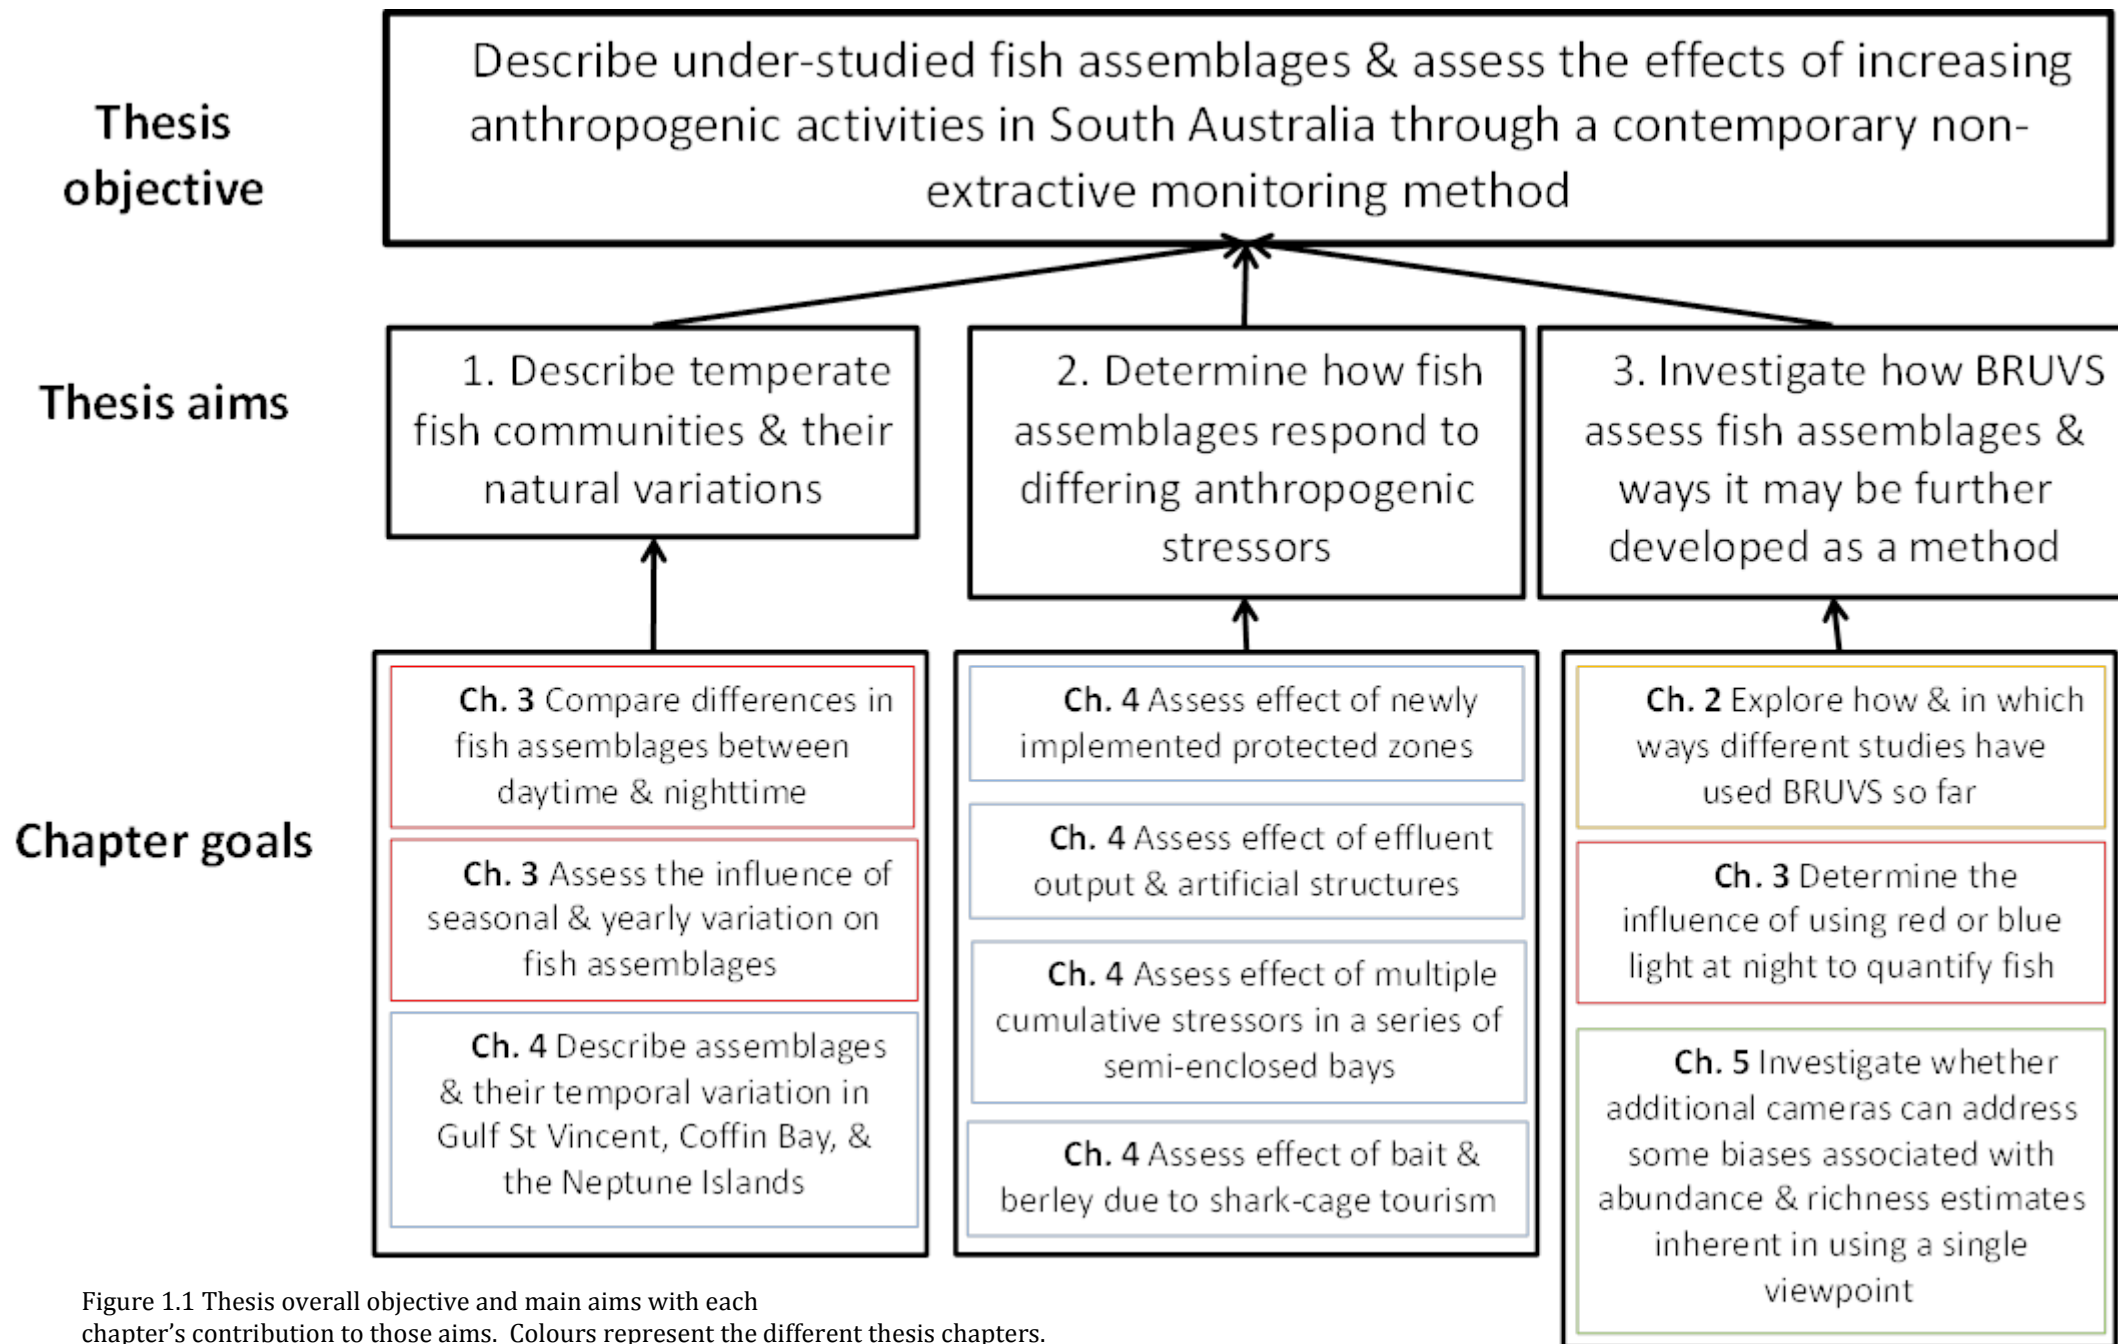 Thesis
objective
Describe under-studied fish assemblages & assess the effects of increasing
anthropogenic activities in South Australia through a contemporary non-
extractive monitoring method
Thesis aims
1. Describe temperate
fish communities & their
natural variations
2. Determine how fish
assemblages respond to
differing anthropogenic
stressors
3. Investigate how BRUVS
assess fish assemblages &
ways it may be further
developed as a method
Chapter goals
Ch. 3 Compare differences in
fish assemblages between
daytime & nighttime
Ch. 3 Assess the influence of
seasonal & yearly variation on
fish assemblages
Ch. 4 Describe assemblages
& their temporal variation in
Gulf St Vincent, Coffin Bay, &
the Neptune Islands
Ch. 4 Assess effect of newly
implemented protected zones
Ch. 4 Assess effect of effluent
output & artificial structures
Ch. 4 Assess effect of multiple
cumulative stressors in a series of
semi-enclosed bays
Ch. 4 Assess effect of bait &
berley due to shark-cage tourism
Ch. 2 Explore how & in which
ways different studies have
used BRUVS so far
Ch. 3 Determine the
influence of using red or blue
light at night to quantify fish
Ch. 5 Investigate whether
additional cameras can address
some biases associated with
abundance & richness estimates
inherent in using a single
viewpoint
Figure 1.1 Thesis overall objective and main aims with each
chapter's contribution to those aims.  Colours represent the different thesis chapters.